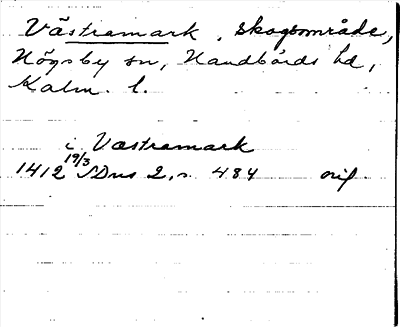 Västramark, skogsområde,
Högsby sn, Handbörds hd,
Kalm. l.
i Vastramark
1412 19/3 SDns 2, s. 484 orig.